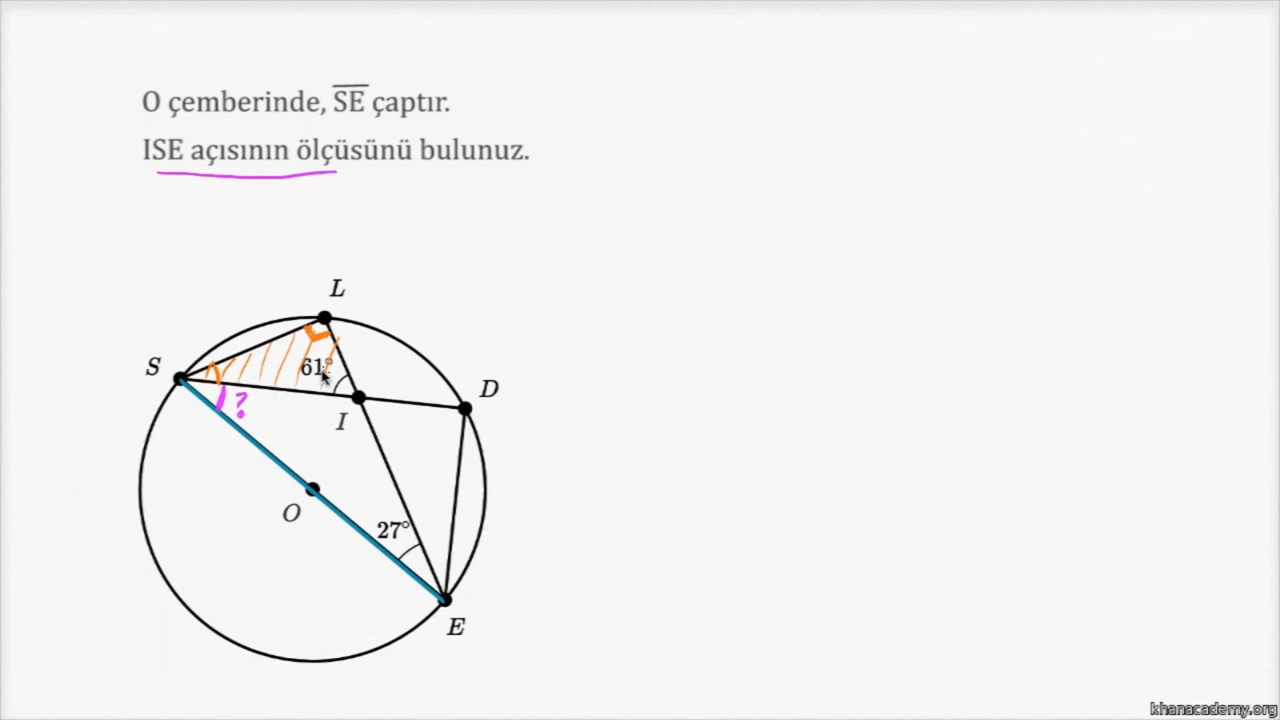 O çemberinde, SE çaptır.
ISE açısının ölçüsünü bulunuz.
L
S
61°
D
?
I
O
27°
E
khanacademy.org